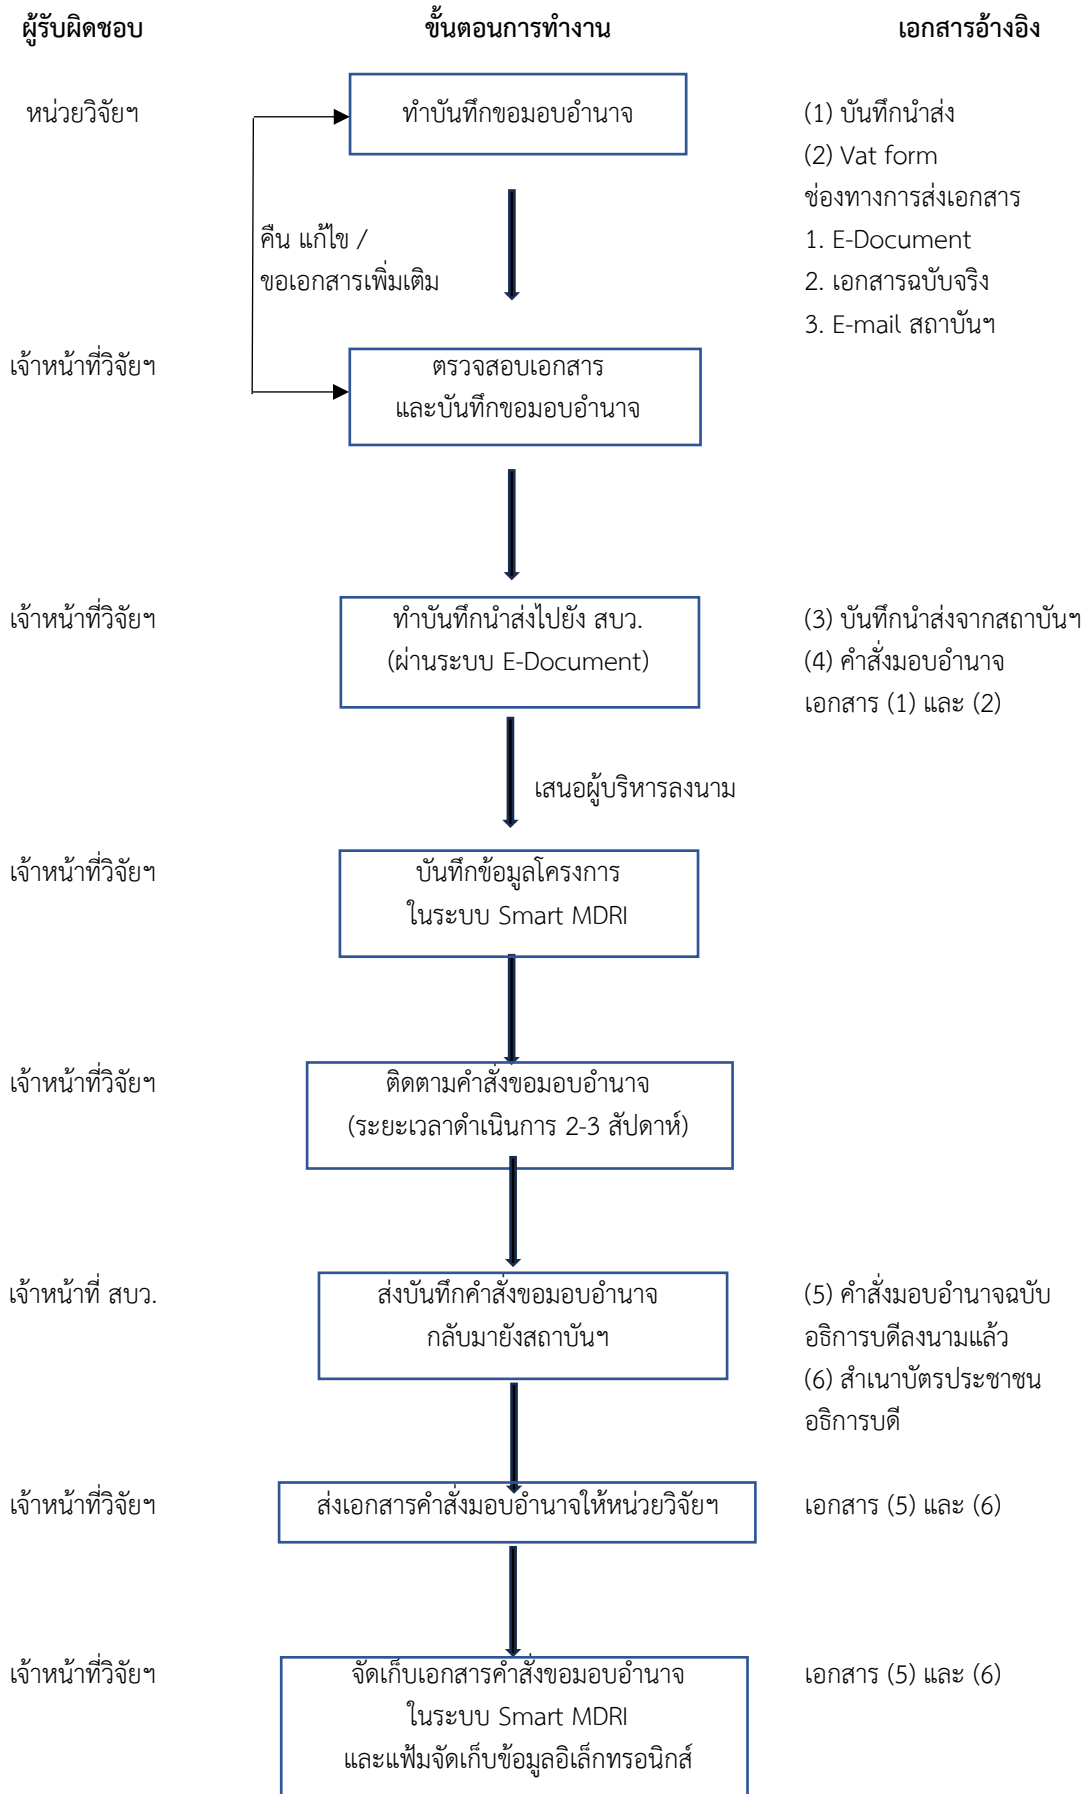 ผู้รับผิดชอบ
ขั้นตอนการทำงาน
เอกสารอ้างอิง
หน่วยวิจัยฯ
ทำบันทึกขอมอบอำนาจ
(1) บันทึกนำส่ง
(2) Vat form
ช่องทางการส่งเอกสาร
1. E-Document
2. เอกสารฉบับจริง
3. E-mail สถาบันฯ
คืน แก้ไข /
ขอเอกสารเพิ่มเติม
เจ้าหน้าที่วิจัยฯ
ตรวจสอบเอกสาร
และบันทึกขอมอบอำนาจ
เจ้าหน้าที่วิจัยฯ
ทำบันทึกนำส่งไปยัง สบว.
(ผ่านระบบ E-Document)
(3) บันทึกนำส่งจากสถาบันฯ
(4) คำสั่งมอบอำนาจ
เอกสาร (1) และ (2)
เสนอผู้บริหารลงนาม
เจ้าหน้าที่วิจัยฯ
บันทึกข้อมูลโครงการ
ในระบบ Smart MDRI
เจ้าหน้าที่วิจัยฯ
ติดตามคำสั่งขอมอบอำนาจ
(ระยะเวลาดำเนินการ 2-3 สัปดาห์)
เจ้าหน้าที่ สบว.
ส่งบันทึกคำสั่งขอมอบอำนาจ
กลับมายังสถาบันฯ
(5) คำสั่งมอบอำนาจฉบับ
อธิการบดีลงนามแล้ว
(6) สำเนาบัตรประชาชน
อธิการบดี
เจ้าหน้าที่วิจัยฯ
ส่งเอกสารคำสั่งมอบอำนาจให้หน่วยวิจัยฯ
เอกสาร (5) และ (6)
เจ้าหน้าที่วิจัยฯ
จัดเก็บเอกสารคำสั่งขอมอบอำนาจ
ในระบบ Smart MDRI
และแฟ้มจัดเก็บข้อมูลอิเล็กทรอนิกส์
เอกสาร (5) และ (6)